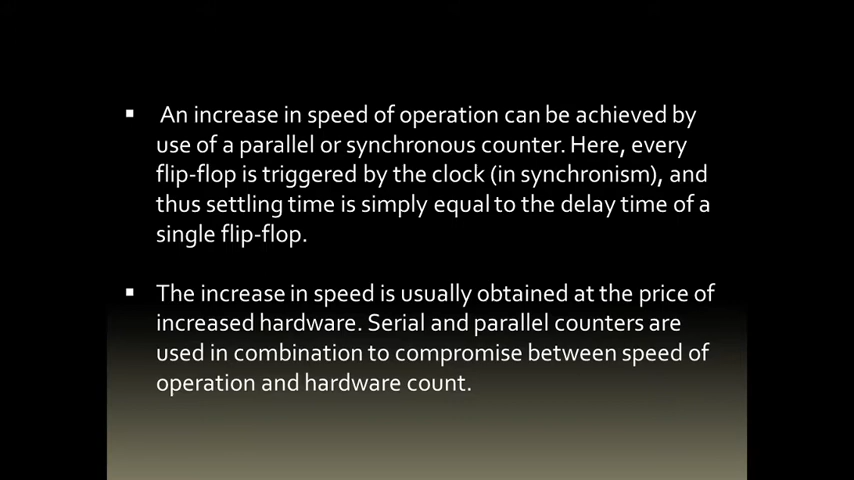 ▪ An increase in speed of operation can be achieved by
use of a parallel or synchronous counter. Here, every
flip-flop is triggered by the clock (in synchronism), and
thus settling time is simply equal to the delay time of a
single flip-flop.
▪ The increase in speed is usually obtained at the price of
increased hardware. Serial and parallel counters are
used in combination to compromise between speed of
operation and hardware count.